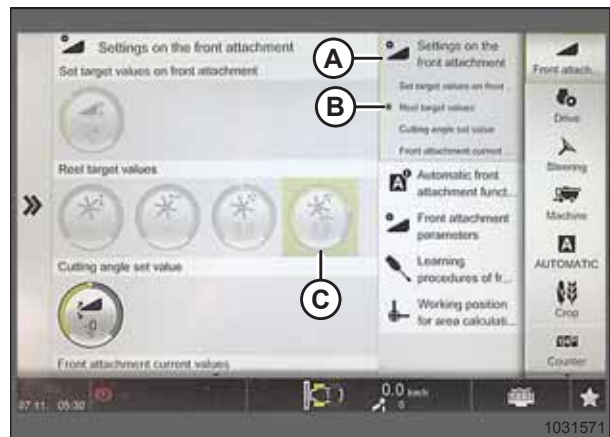 Settings on the front attachment
Set target values on front attachment
Reel target values
Cutting angle set value
-0
Front attachment current values
A
Settings on the
front attachment
Set target values on front ...
B
Reel target values
Cutting angle set value
Front attachment current ...
Automatic front
attachment funct...
Front attachment
parameters
Learning
procedures of fr...
Working position
for area calculati...
C
Front attach...
Drive
Steering
Machine
A
AUTOMATIC
Crop
Counter
07.11. 05:30
0.0 km/h
0
1031571